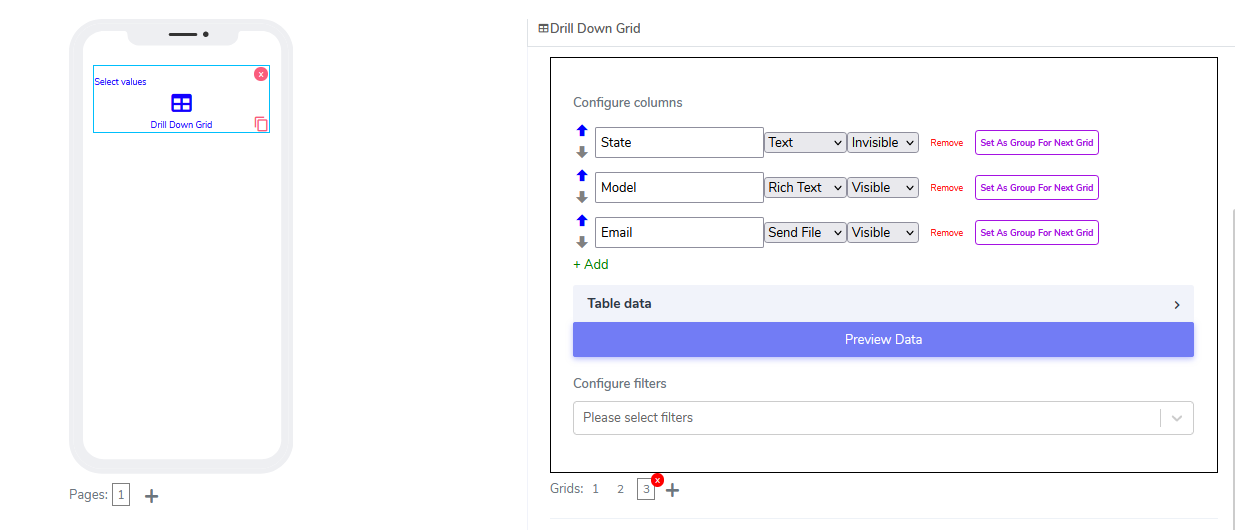 Drill Down Grid
x
Select values
Drill Down Grid
Configure columns
State Text Invisible Remove Set As Group For Next Grid
Model Rich Text Visible Remove Set As Group For Next Grid
Email Send File Visible Remove Set As Group For Next Grid
+ Add
Table data
Preview Data
Configure filters
Please select filters
Pages: 1 +
Grids: 1 2 3 x +